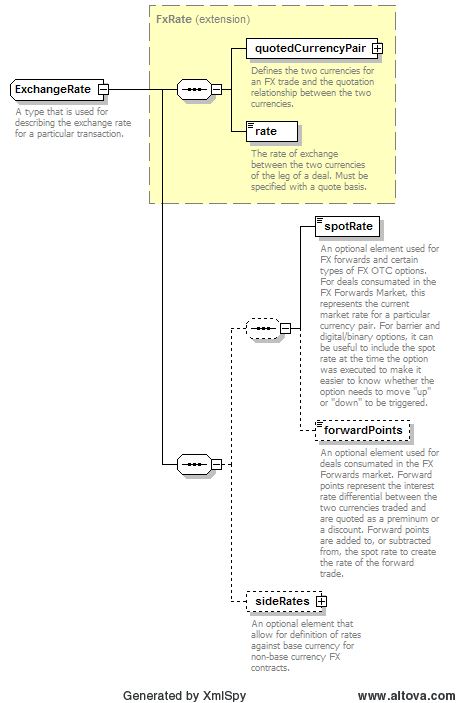 FxRate (extension)
quotedCurrencyPair
Defines the two currencies for
an FX trade and the quotation
relationship between the two
currencies.
ExchangeRate
A type that is used for
describing the exchange rate
for a particular transaction.
rate
The rate of exchange
between the two currencies
of the leg of a deal. Must be
specified with a quote basis.
spotRate
An optional element used for
FX forwards and certain
types of FX OTC options.
For deals consumated in the
FX Forwards Market, this
represents the current
market rate for a particular
currency pair. For barrier and
digital/binary options, it can
be useful to include the spot
rate at the time the option
was executed to make it
easier to know whether the
option needs to move "up"
or "down" to be triggered.
forwardPoints
An optional element used for
deals consumated in the FX
Forwards market. Forward
points represent the interest
rate differential between the
two currencies traded and
are quoted as a preminum or
a discount. Forward points
are added to, or subtracted
from, the spot rate to create
the rate of the forward
trade.
sideRates
An optional element that
allow for definition of rates
against base currency for
non-base currency FX
contracts.
Generated by XmlSpy
www.altova.com